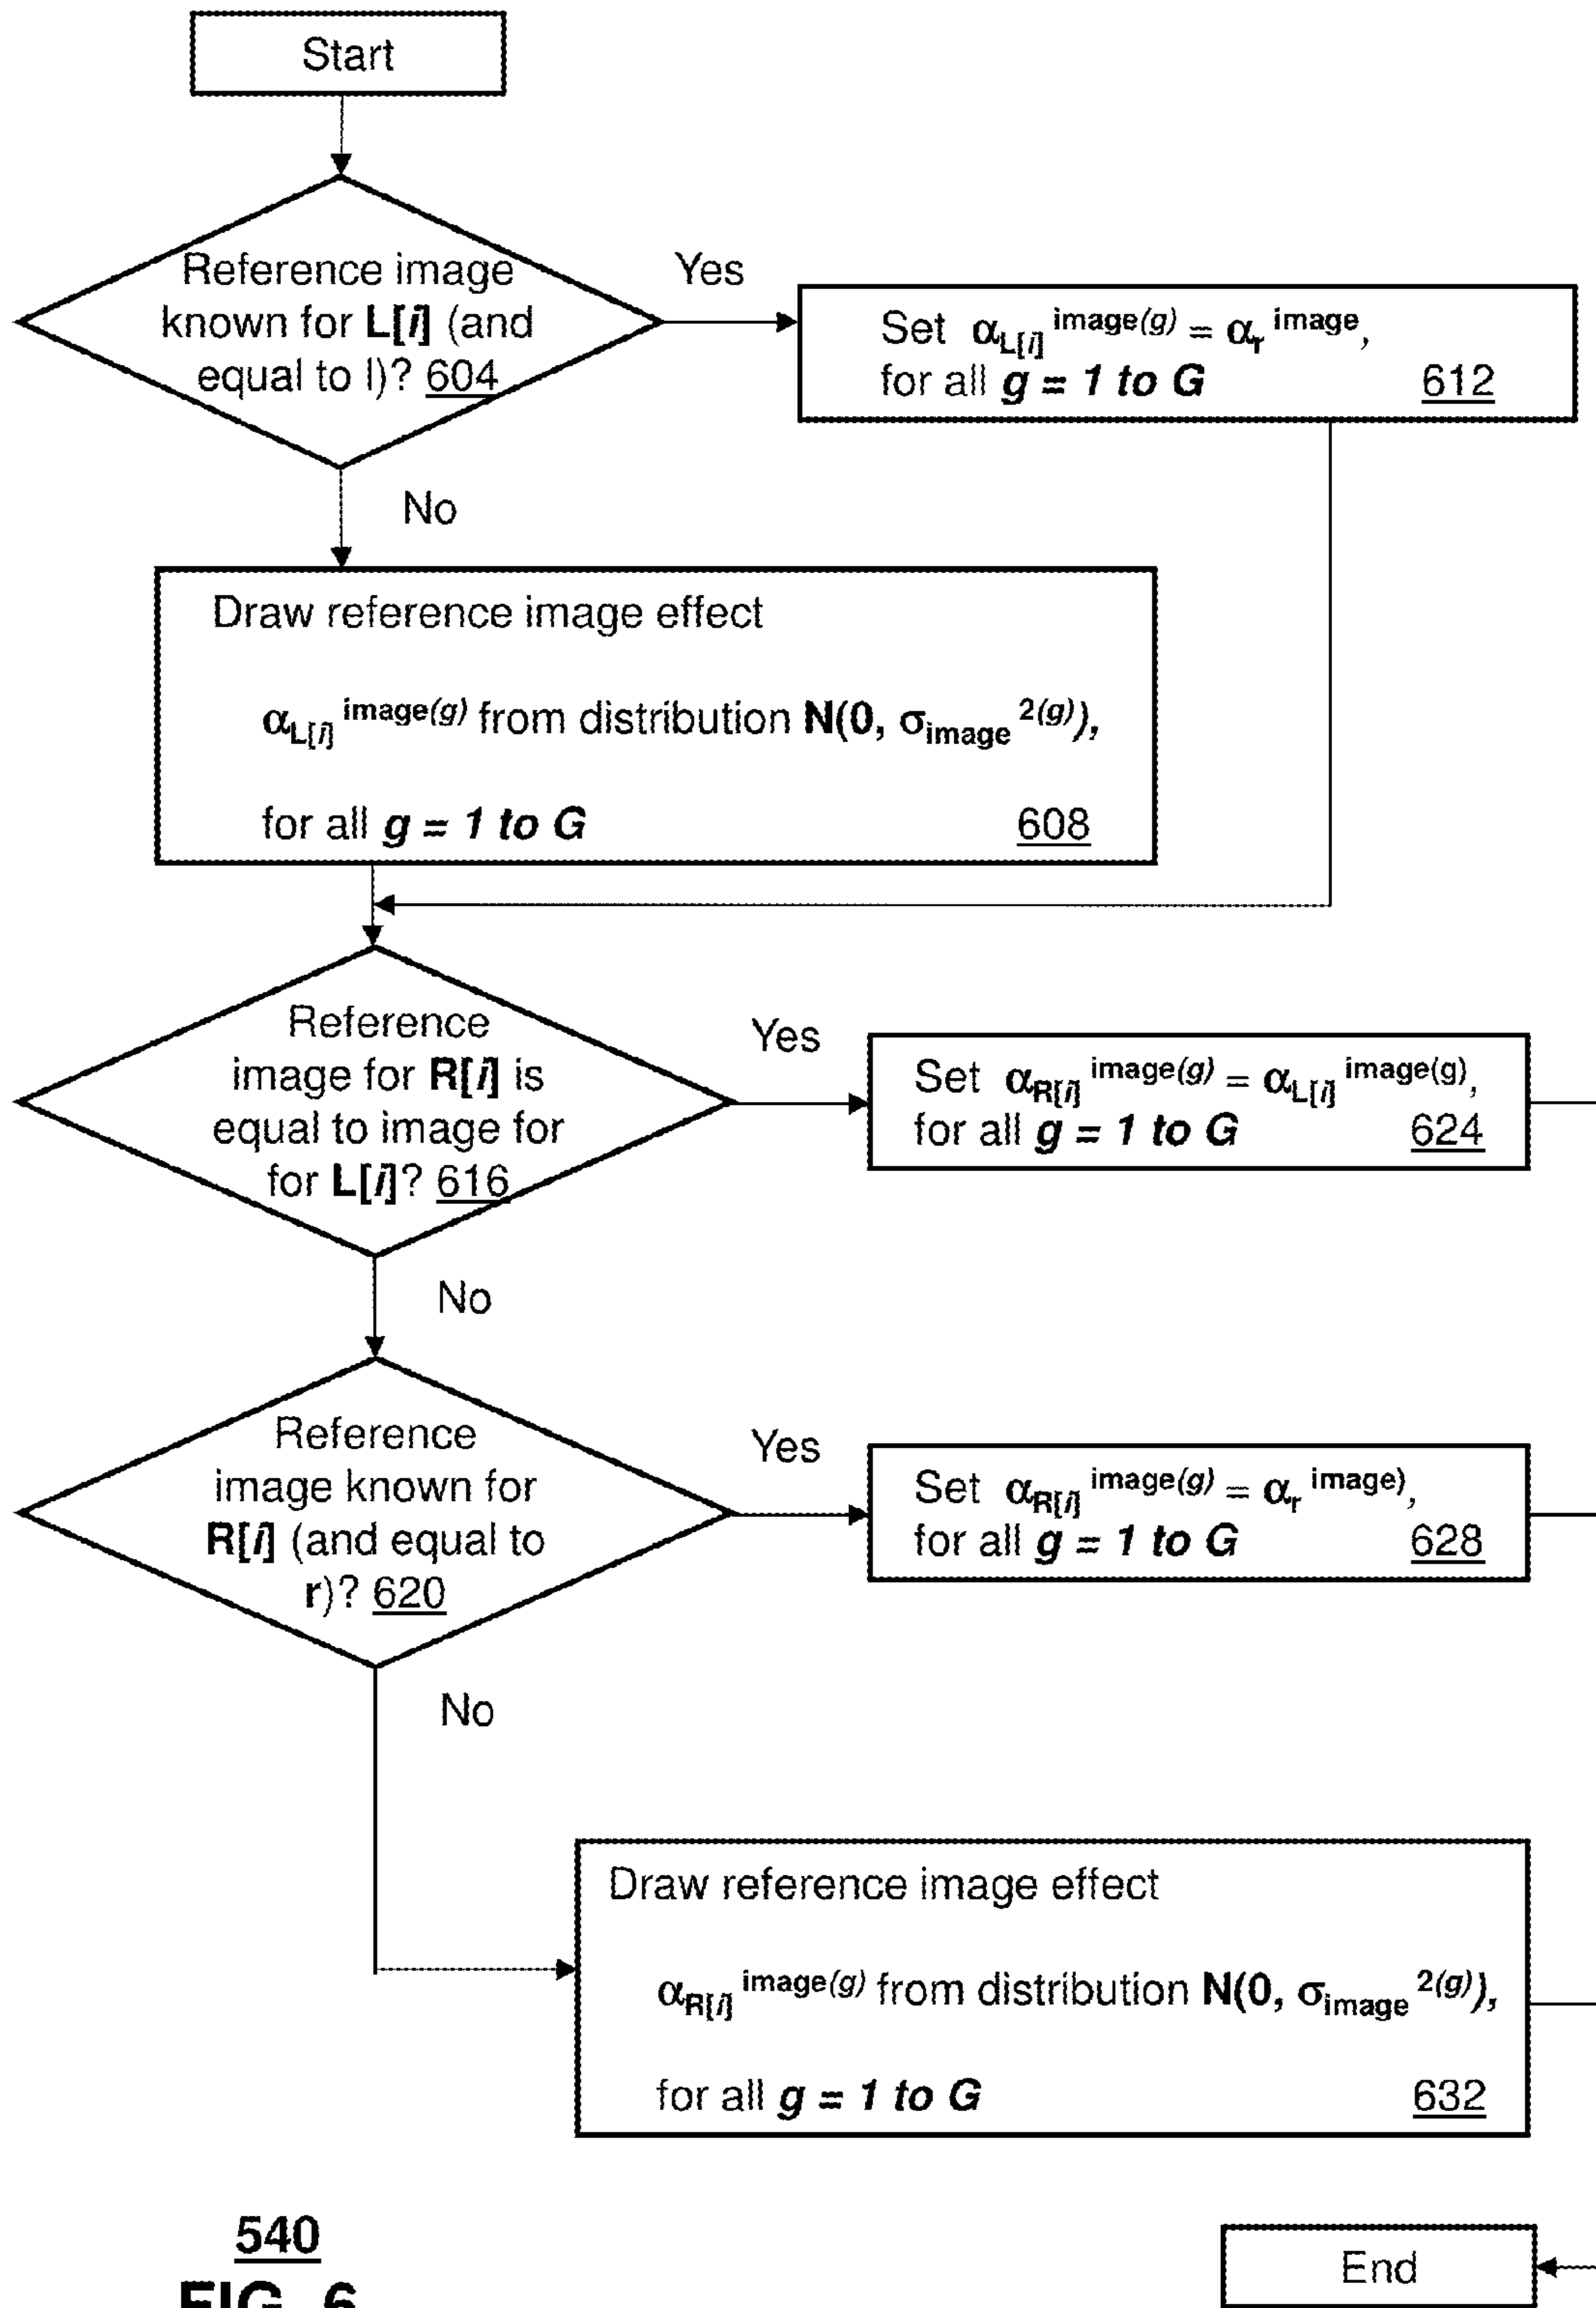 Start
Reference image
known for L[i] (and
equal to l)? 604
Yes
Set α_L[i]^image(g) = α_r^image,
for all g = 1 to G 612
No
Draw reference image effect
α_L[i]^image(g) from distribution N(0, σ_image^2(g)),
for all g = 1 to G 608
Reference
image for R[i] is
equal to image for
for L[i]? 616
Yes
Set α_R[i]^image(g) = α_L[i]^image(g),
for all g = 1 to G 624
No
Reference
image known for
R[i] (and equal to
r)? 620
Yes
Set α_R[i]^image(g) = α_r^image),
for all g = 1 to G 628
No
Draw reference image effect
α_R[i]^image(g) from distribution N(0, σ_image^2(g)),
for all g = 1 to G 632
540
FIG. 6
End